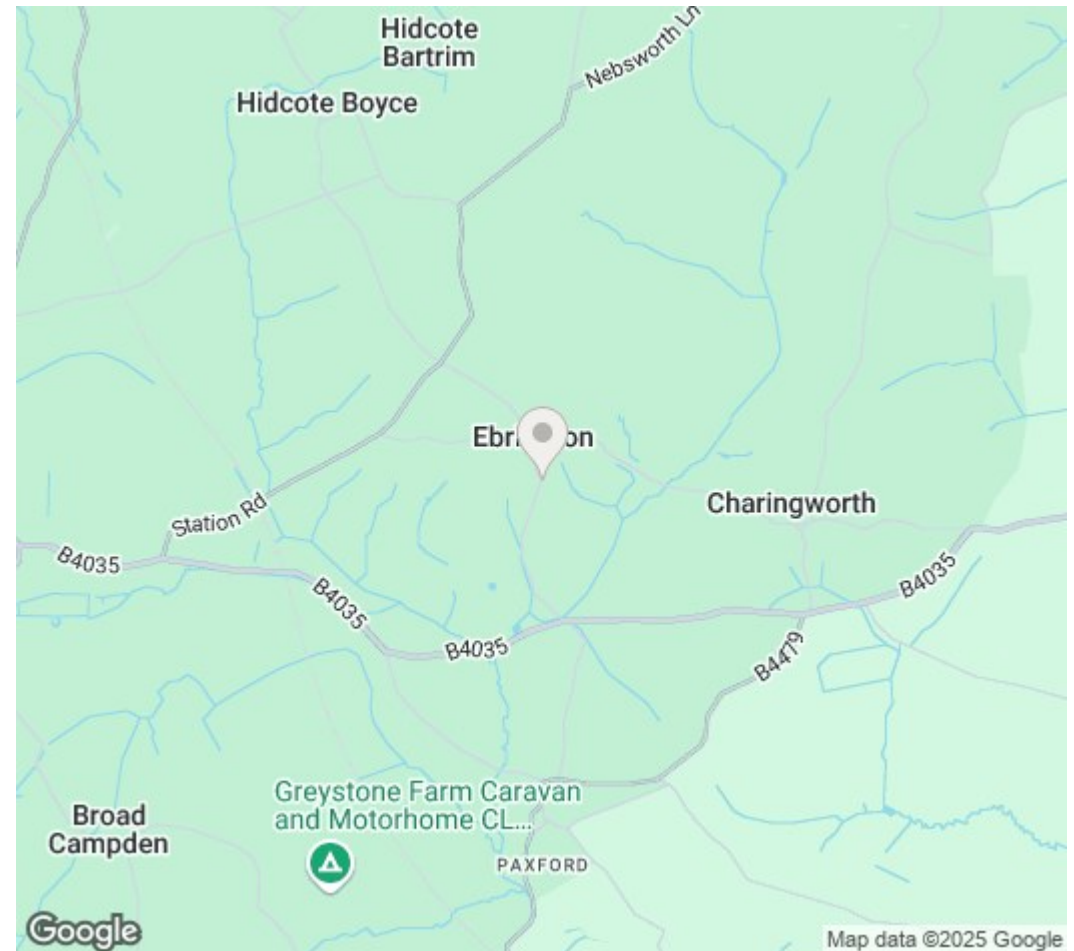 Hidcote
Bartrim
Nebsworth Ln
Hidcote Boyce
Charingworth
Station Rd
B4035
B4035
B4035
B4035
B4479
Greystone Farm Caravan
and Motorhome CL...
Broad
Campden
PAXFORD
Google
Map data ©2025 Google